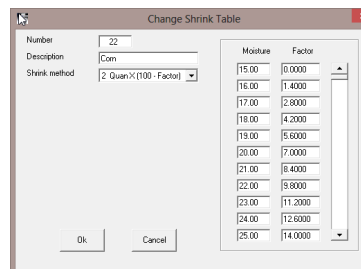 Change Shrink Table
Number 22
Description Corn
Shrink method 2 Quan X (100 - Factor)
Moisture Factor
15.00 0.0000
16.00 1.4000
17.00 2.8000
18.00 4.2000
19.00 5.6000
20.00 7.0000
21.00 8.4000
22.00 9.8000
23.00 11.2000
24.00 12.6000
25.00 14.0000
Ok Cancel